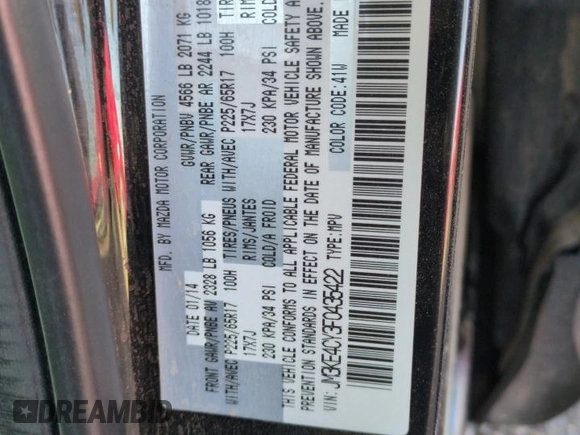 MFD. BY MAZDA MOTOR CORPORATION
DATE 01/14 GVWR/PNBV 4566 LB 2071 KG
FRONT GAWR/PNBE AV 2328 LB 1056 KG REAR GAWR/PNBE AR 2244 LB 1018
WITH/AVEC P225/65R17 100H TIRES/PNEUS WITH/AVEC P225/65R17 100H TIR
17X7J RIMS/JANTES 17X7J RIMS
230 KPA/34 PSI COLD/A FROID 230 KPA/34 PSI COLD
THIS VEHICLE CONFORMS TO ALL APPLICABLE FEDERAL MOTOR VEHICLE SAFETY A
PREVENTION STANDARDS IN EFFECT ON THE DATE OF MANUFACTURE SHOWN ABOVE.
VIN: JM3KE4CY3F0435422 TYPE: MPV COLOR CODE: 41W MADE
DREAMBID